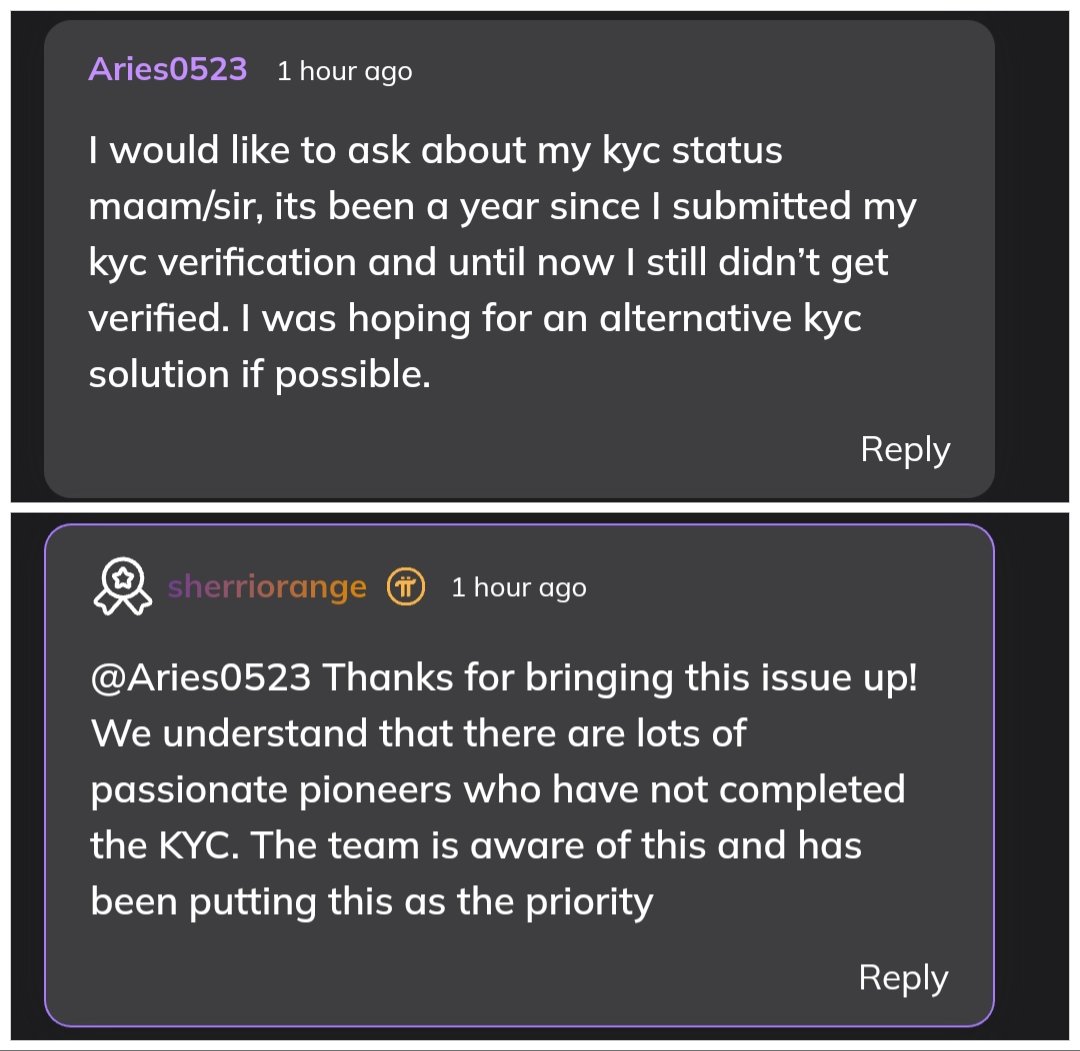 Aries0523 1 hour ago
I would like to ask about my kyc status
maam/sir, its been a year since I submitted my
kyc verification and until now I still didn’t get
verified. I was hoping for an alternative kyc
solution if possible.
Reply
sherriorange 1 hour ago
@Aries0523 Thanks for bringing this issue up!
We understand that there are lots of
passionate pioneers who have not completed
the KYC. The team is aware of this and has
been putting this as the priority
Reply